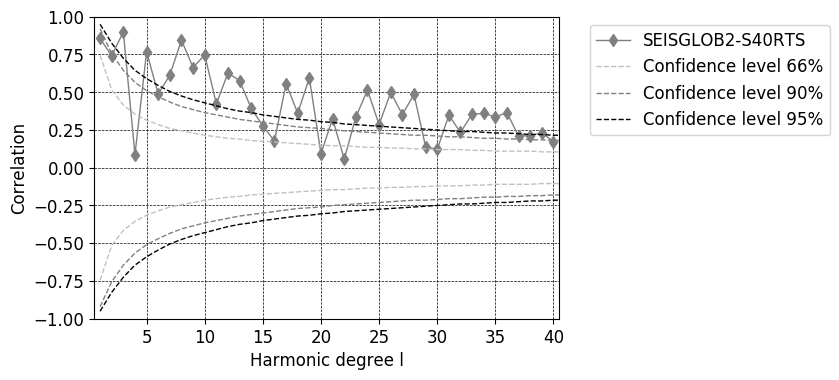 1.00
0.75
0.50
0.25
0.00
−0.25
−0.50
−0.75
−1.00
Correlation
5 10 15 20 25 30 35 40
Harmonic degree l
SEISGLOB2-S40RTS
Confidence level 66%
Confidence level 90%
Confidence level 95%